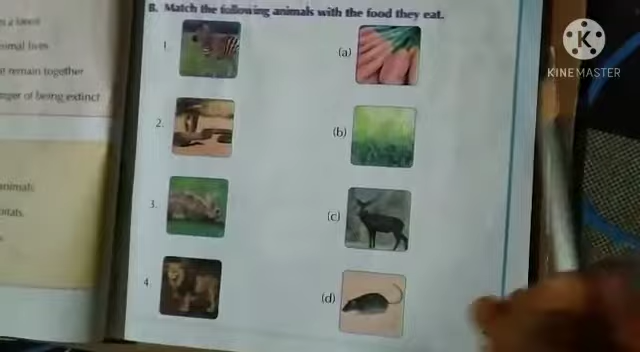 B. Match the following animals with the food they eat.
1.
(a)
2.
(b)
3.
(c)
4.
(d)
lives
remain together
of being extinct
animals
K
KINEMASTER